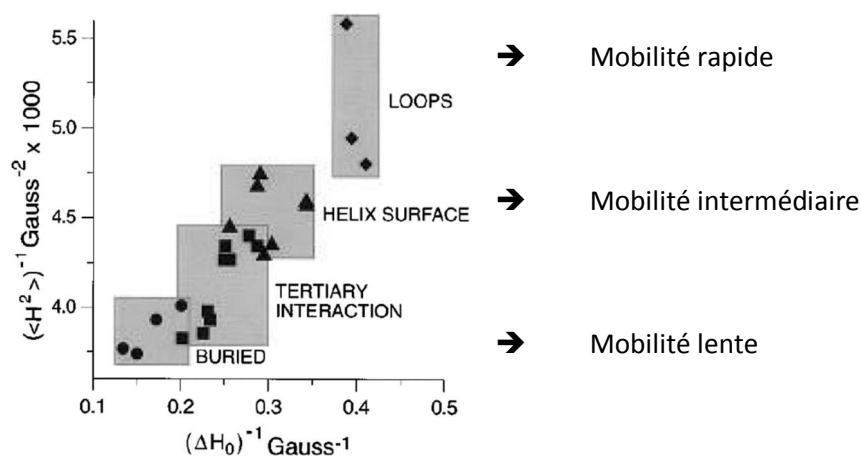 5.5
5.0
4.5
4.0
(<H²>)⁻¹ Gauss⁻² x 1000
LOOPS
HELIX SURFACE
TERTIARY
INTERACTION
BURIED
0.1 0.2 0.3 0.4 0.5
(ΔH₀)⁻¹ Gauss⁻¹
➔ Mobilité rapide
➔ Mobilité intermédiaire
➔ Mobilité lente